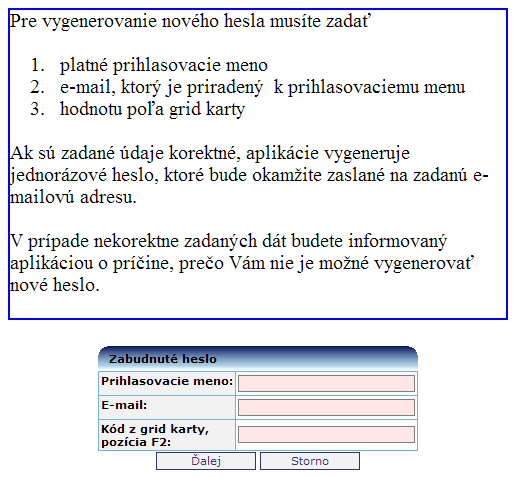 Pre vygenerovanie nového hesla musíte zadať
1. platné prihlasovacie meno
2. e-mail, ktorý je priradený k prihlasovaciemu menu
3. hodnotu poľa grid karty
Ak sú zadané údaje korektné, aplikácie vygeneruje
jednorázové heslo, ktoré bude okamžite zaslané na zadanú e-
mailovú adresu.
V prípade nekorektne zadaných dát budete informovaný
aplikáciou o príčine, prečo Vám nie je možné vygenerovať
nové heslo.
Zabudnuté heslo
Prihlasovacie meno:
E-mail:
Kód z grid karty,
pozícia F2:
Ďalej Storno